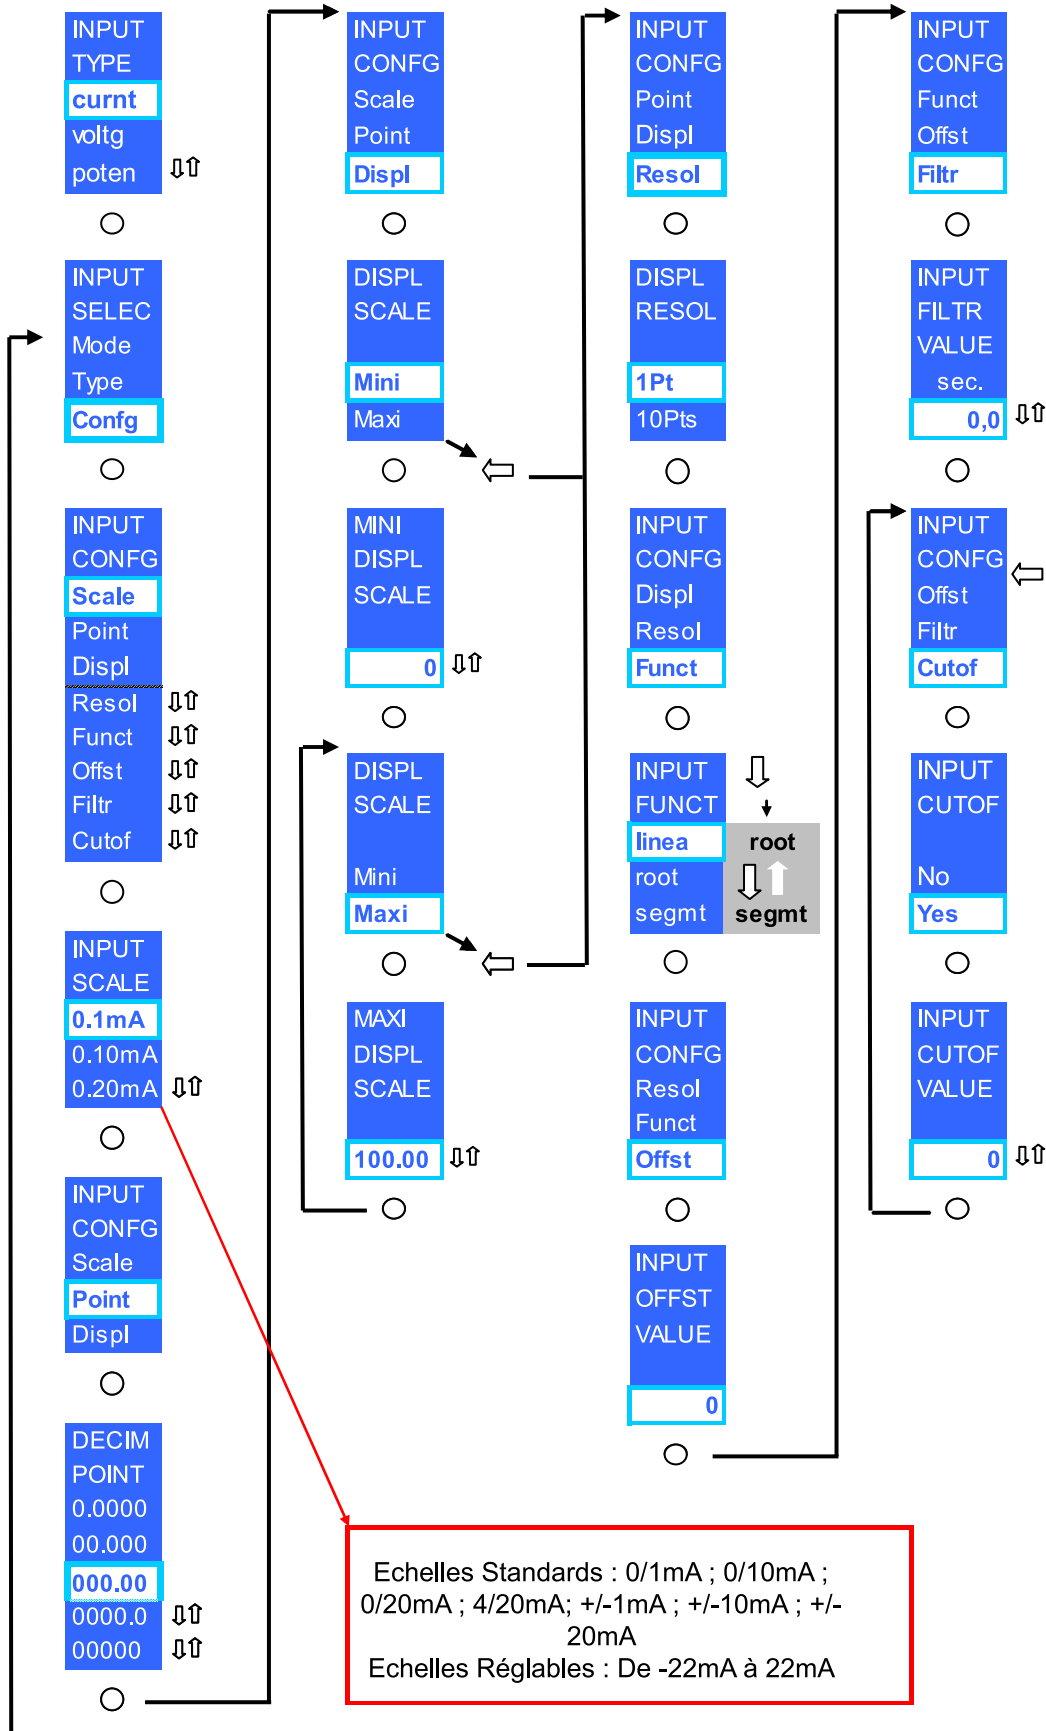 INPUT
TYPE
curnt
voltg
poten
INPUT
SELEC
Mode
Type
Confg
INPUT
CONFG
Scale
Point
Displ
Resol
Funct
Offst
Filtr
Cutof
INPUT
SCALE
0.1mA
0.10mA
0.20mA
INPUT
CONFG
Scale
Point
Displ
DECIM
POINT
0.0000
00.000
000.00
0000.0
00000
INPUT
CONFG
Scale
Point
Displ
DISPL
SCALE
Mini
Maxi
MINI
DISPL
SCALE
0
DISPL
SCALE
Mini
Maxi
MAXI
DISPL
SCALE
100.00
INPUT
CONFG
Point
Displ
Resol
DISPL
RESOL
1Pt
10Pts
INPUT
CONFG
Displ
Resol
Funct
INPUT
FUNCT
linea
root
segmt
root
segmt
INPUT
CONFG
Resol
Funct
Offst
INPUT
OFFST
VALUE
0
INPUT
CONFG
Funct
Offst
Filtr
INPUT
FILTR
VALUE
sec.
0,0
INPUT
CONFG
Offst
Filtr
Cutof
INPUT
CUTOF
No
Yes
INPUT
CUTOF
VALUE
0
Echelles Standards : 0/1mA ; 0/10mA ;
0/20mA ; 4/20mA; +/-1mA ; +/-10mA ; +/-
20mA
Echelles Réglables : De -22mA à 22mA